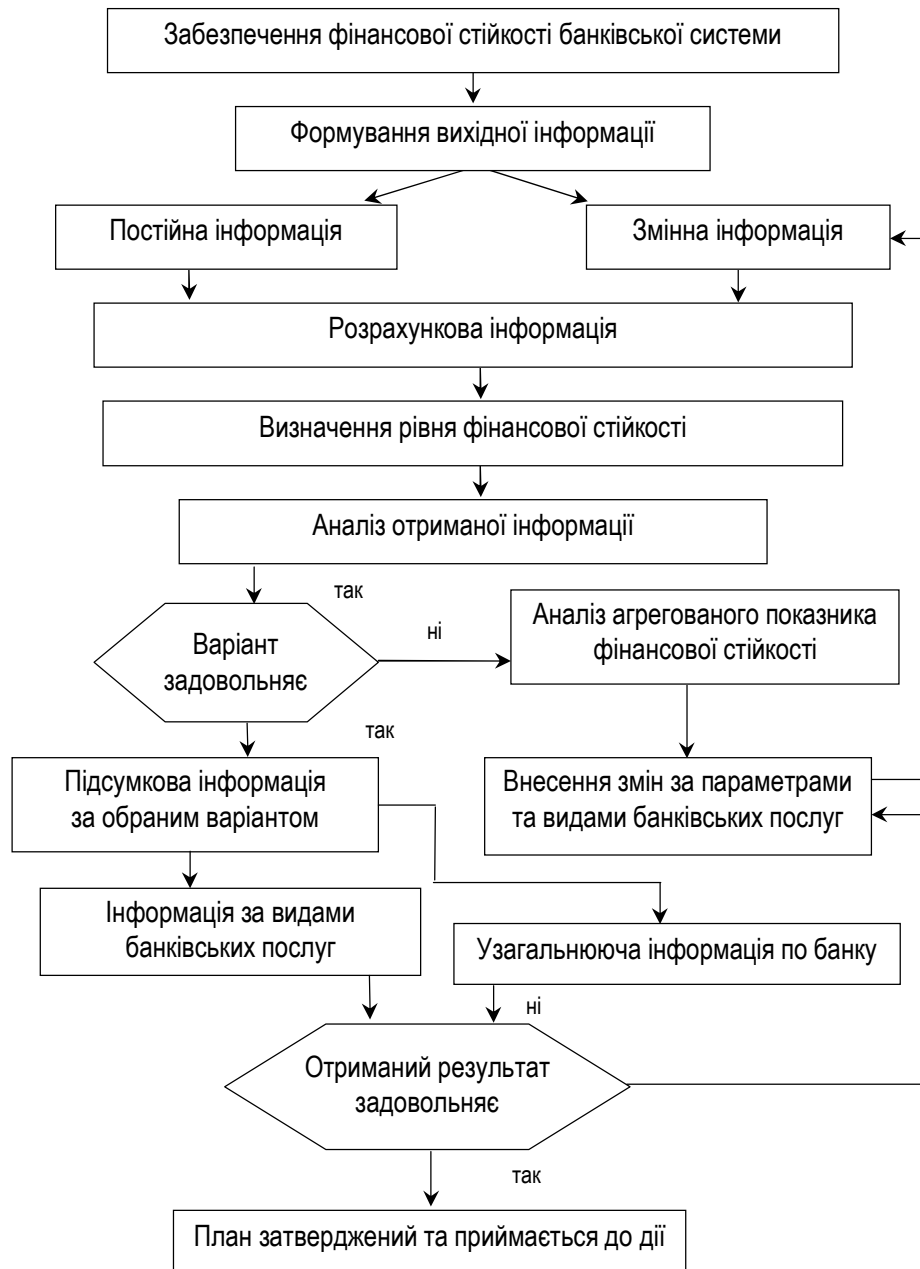 Забезпечення фінансової стійкості банківської системи
Формування вихідної інформації
Постійна інформація
Змінна інформація
Розрахункова інформація
Визначення рівня фінансової стійкості
Аналіз отриманої інформації
так
Варіант
задовольняє
ні
Аналіз агрегованого показника
фінансової стійкості
так
Підсумкова інформація
за обраним варіантом
Внесення змін за параметрами
та видами банківських послуг
Інформація за видами
банківських послуг
Узагальнююча інформація по банку
ні
Отриманий результат
задовольняє
так
План затверджений та приймається до дії